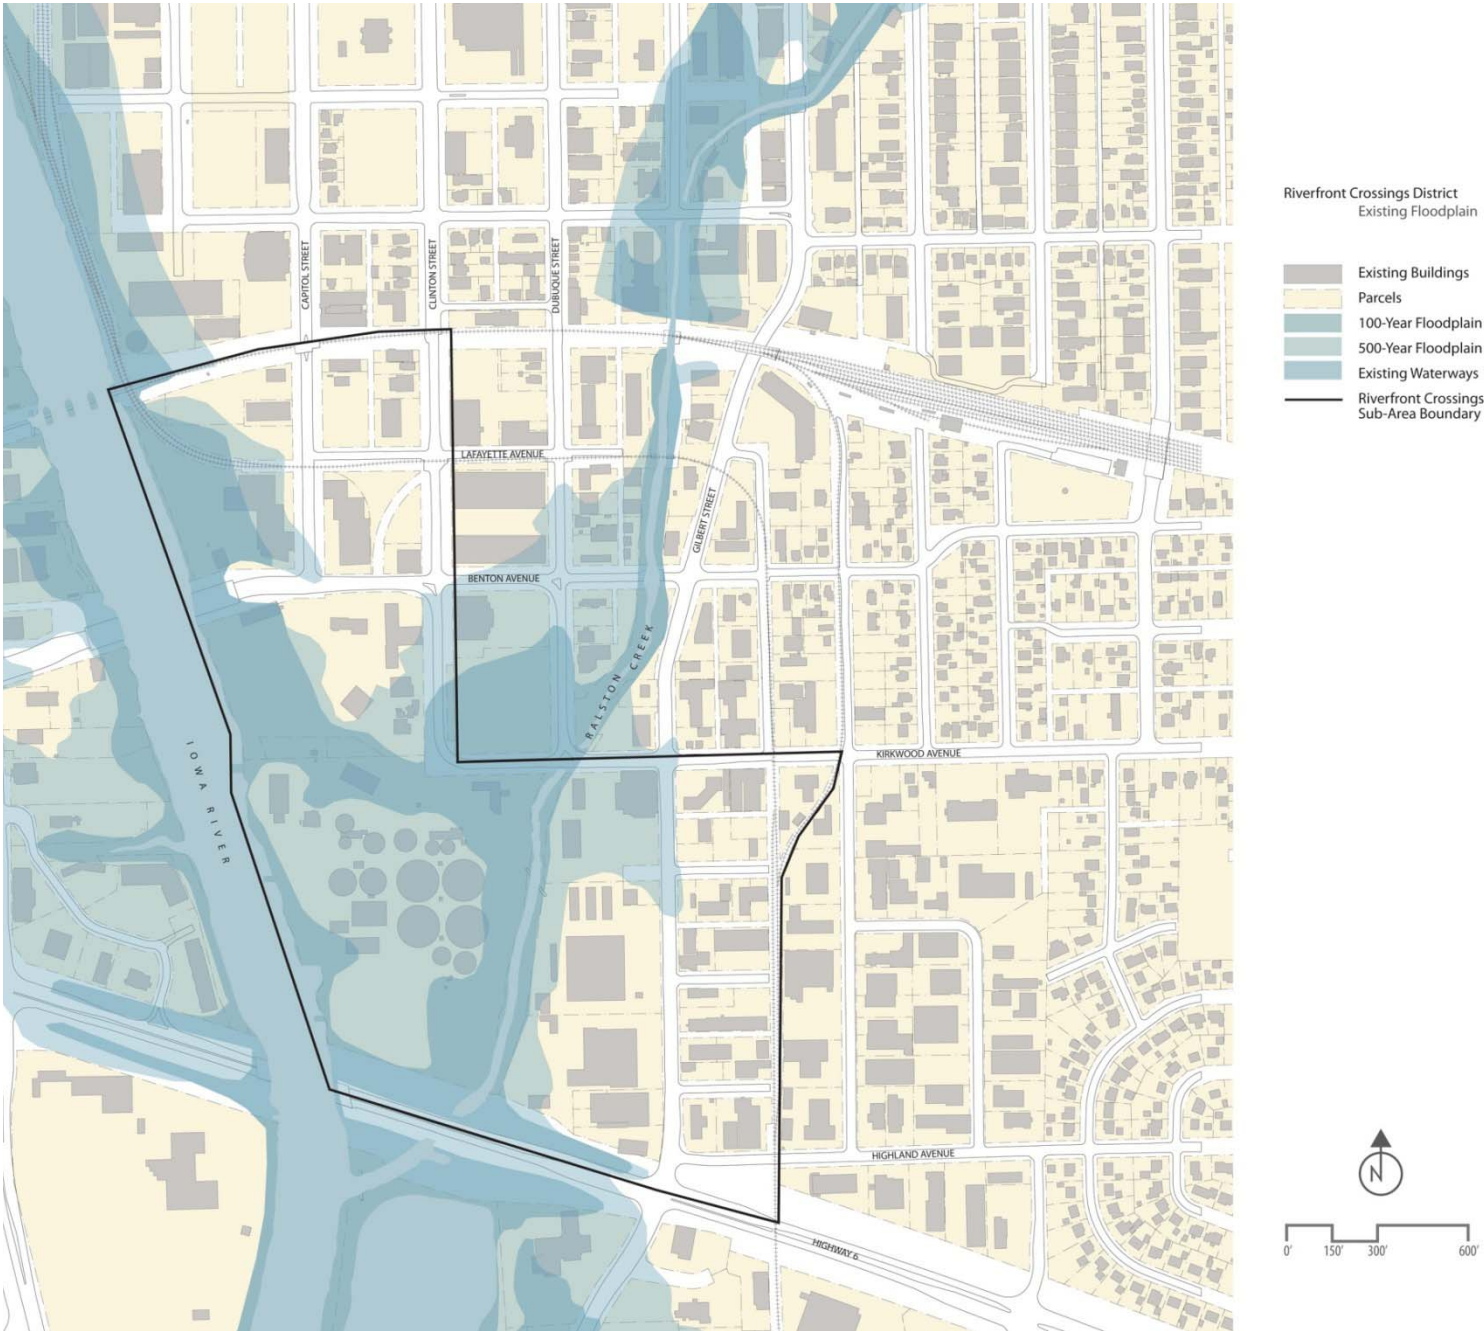 CAPITOL STREET
CLINTON STREET
DUBUQUE STREET
LAFAYETTE AVENUE
GILBERT STREET
BENTON AVENUE
RALSTON CREEK
IOWA RIVER
KIRKWOOD AVENUE
HIGHLAND AVENUE
HIGHWAY 6
Riverfront Crossings District
Existing Floodplain
Existing Buildings
Parcels
100-Year Floodplain
500-Year Floodplain
Existing Waterways
Riverfront Crossings
Sub-Area Boundary
N
0' 150' 300' 600'